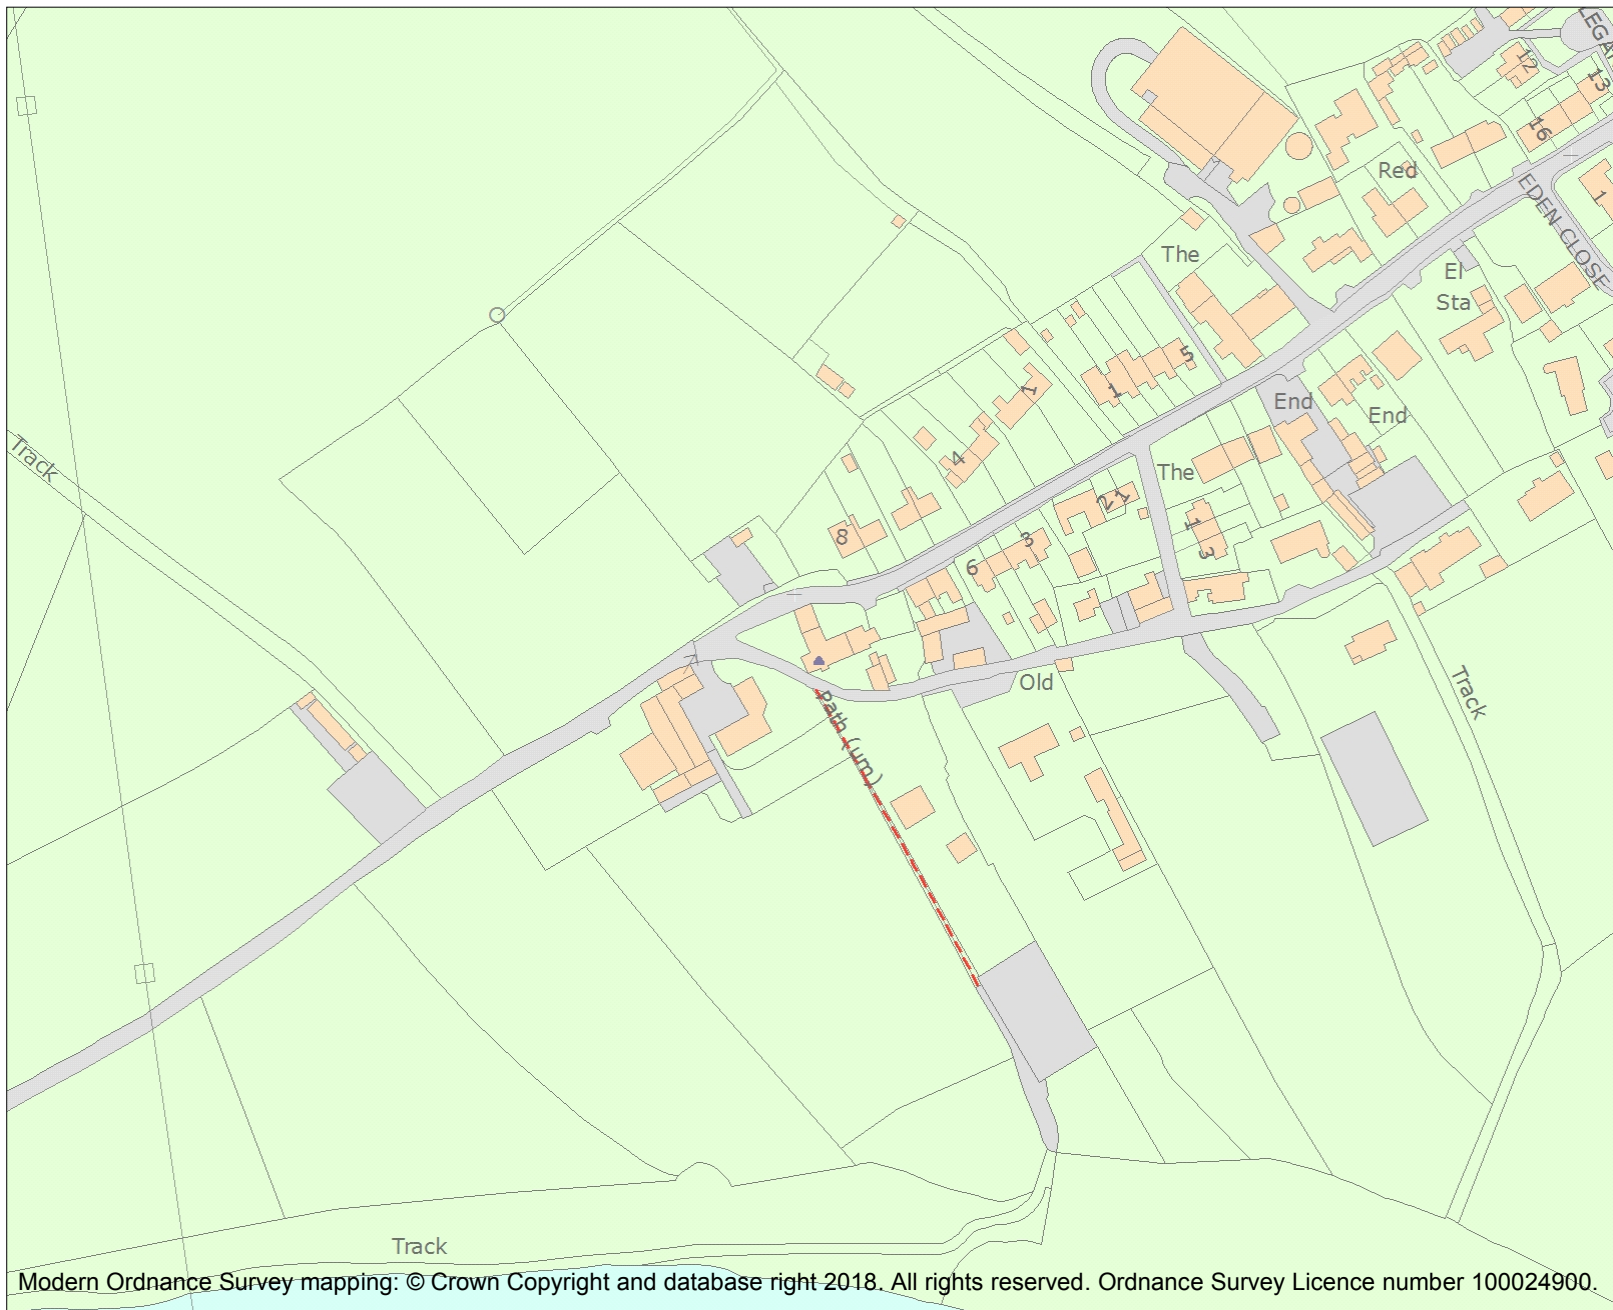 LEGA
12
13
16
Red
EDEN CLOSE
1
The
El
Sta
5
1
1
End
End
4
The
2
1
8
3
6
1
3
Track
Old
Path (um)
Track
Track
Modern Ordnance Survey mapping: © Crown Copyright and database right 2018. All rights reserved. Ordnance Survey Licence number 100024900.